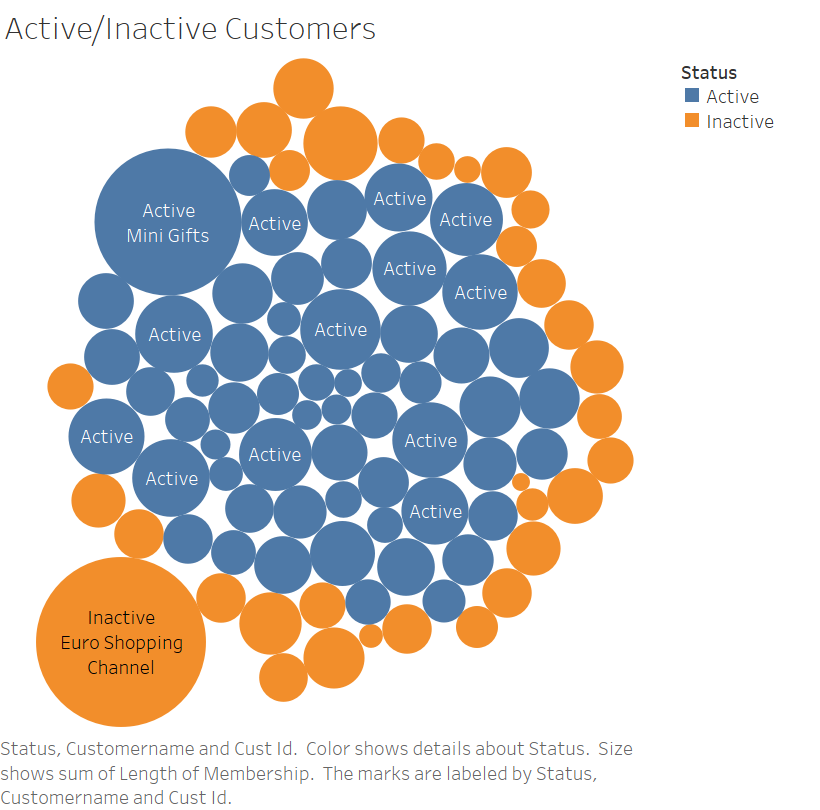 Active/Inactive Customers
Status
Active
Inactive
Active
Mini Gifts
Active
Active
Active
Active
Active
Active
Active
Active
Active
Active
Active
Active
Inactive
Euro Shopping
Channel
Status, Customername and Cust Id.  Color shows details about Status.  Size
shows sum of Length of Membership.  The marks are labeled by Status,
Customername and Cust Id.